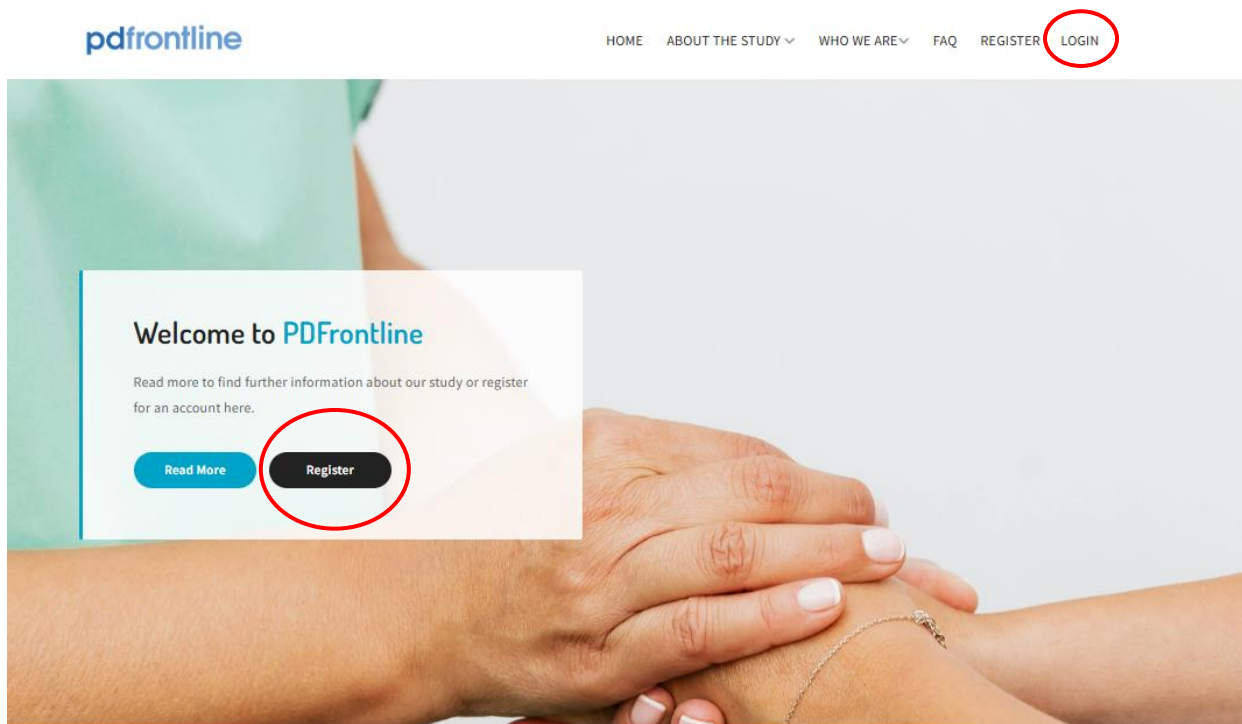 pdfrontline
HOME ABOUT THE STUDY WHO WE ARE FAQ REGISTER LOGIN
Welcome to PDFrontline
Read more to find further information about our study or register
for an account here.
Read More Register